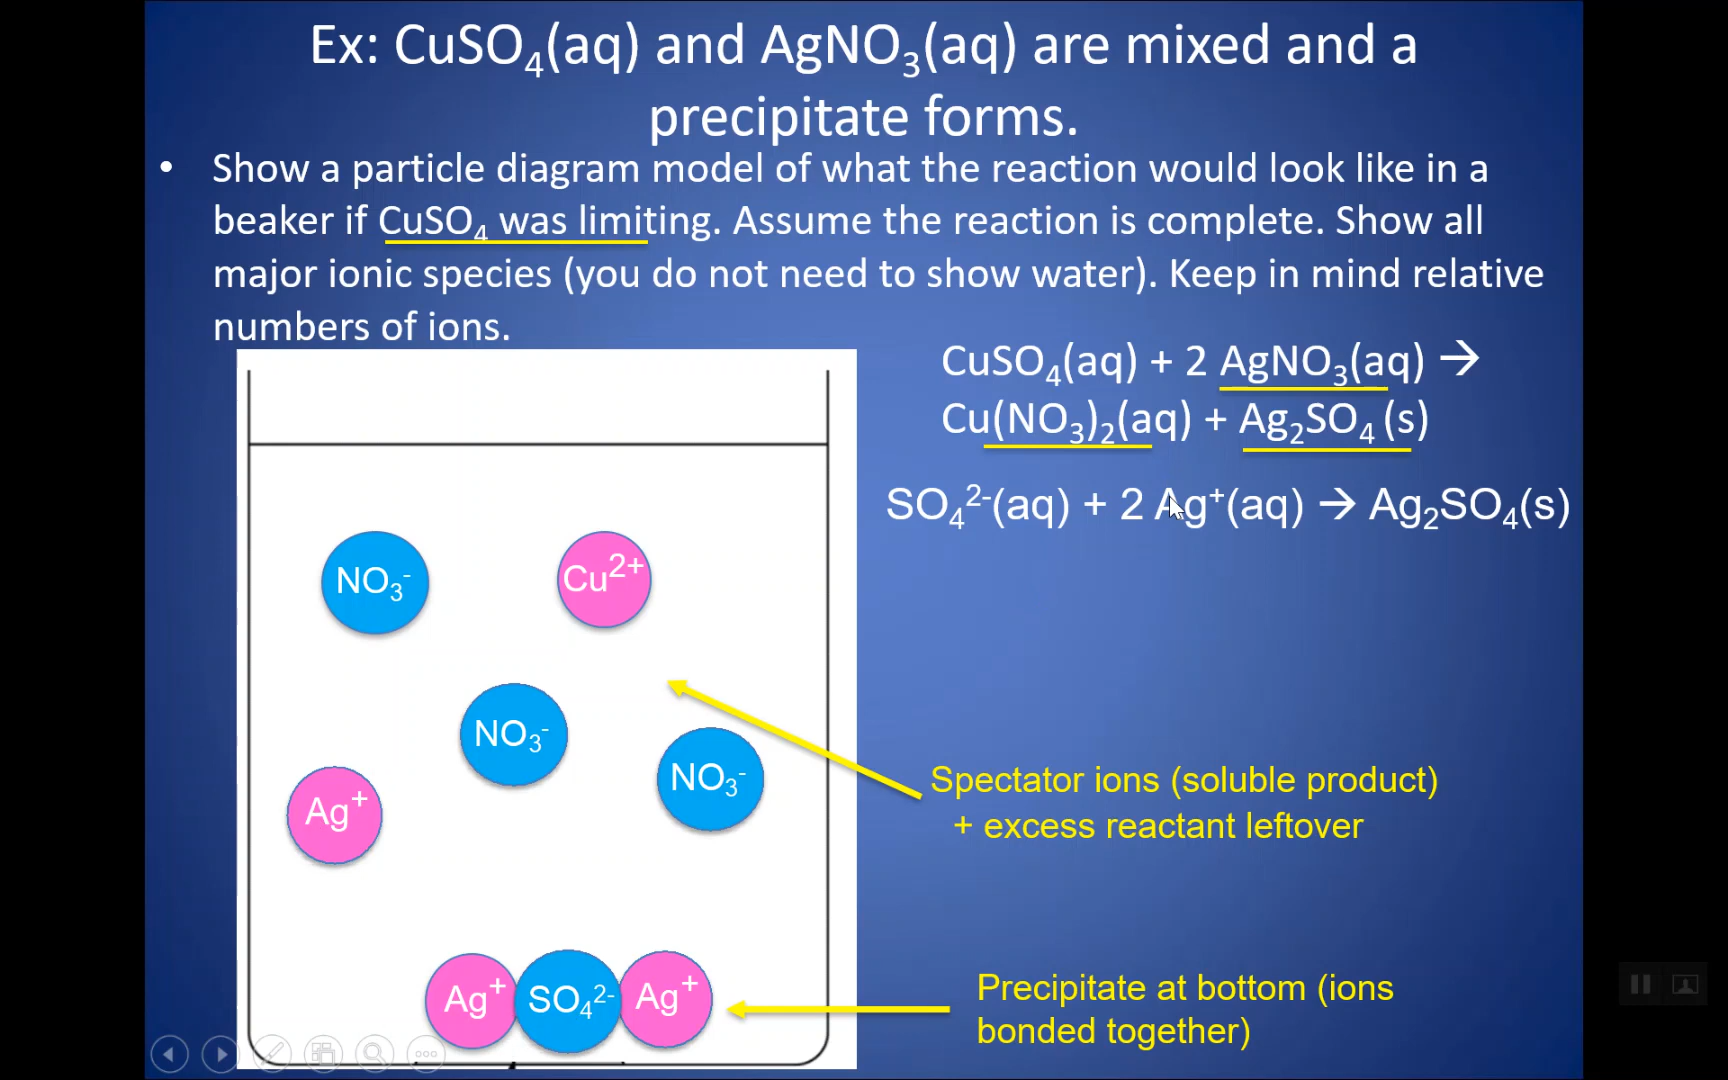 Ex: CuSO₄(aq) and AgNO₃(aq) are mixed and a
precipitate forms.
• Show a particle diagram model of what the reaction would look like in a
beaker if CuSO₄ was limiting. Assume the reaction is complete. Show all
major ionic species (you do not need to show water). Keep in mind relative
numbers of ions.
CuSO₄(aq) + 2 AgNO₃(aq) →
Cu(NO₃)₂(aq) + Ag₂SO₄ (s)
SO₄²⁻(aq) + 2 Ag⁺(aq) → Ag₂SO₄(s)
NO₃⁻
Cu²⁺
NO₃⁻
NO₃⁻
Ag⁺
Spectator ions (soluble product)
+ excess reactant leftover
Ag⁺ SO₄²⁻ Ag⁺
Precipitate at bottom (ions
bonded together)